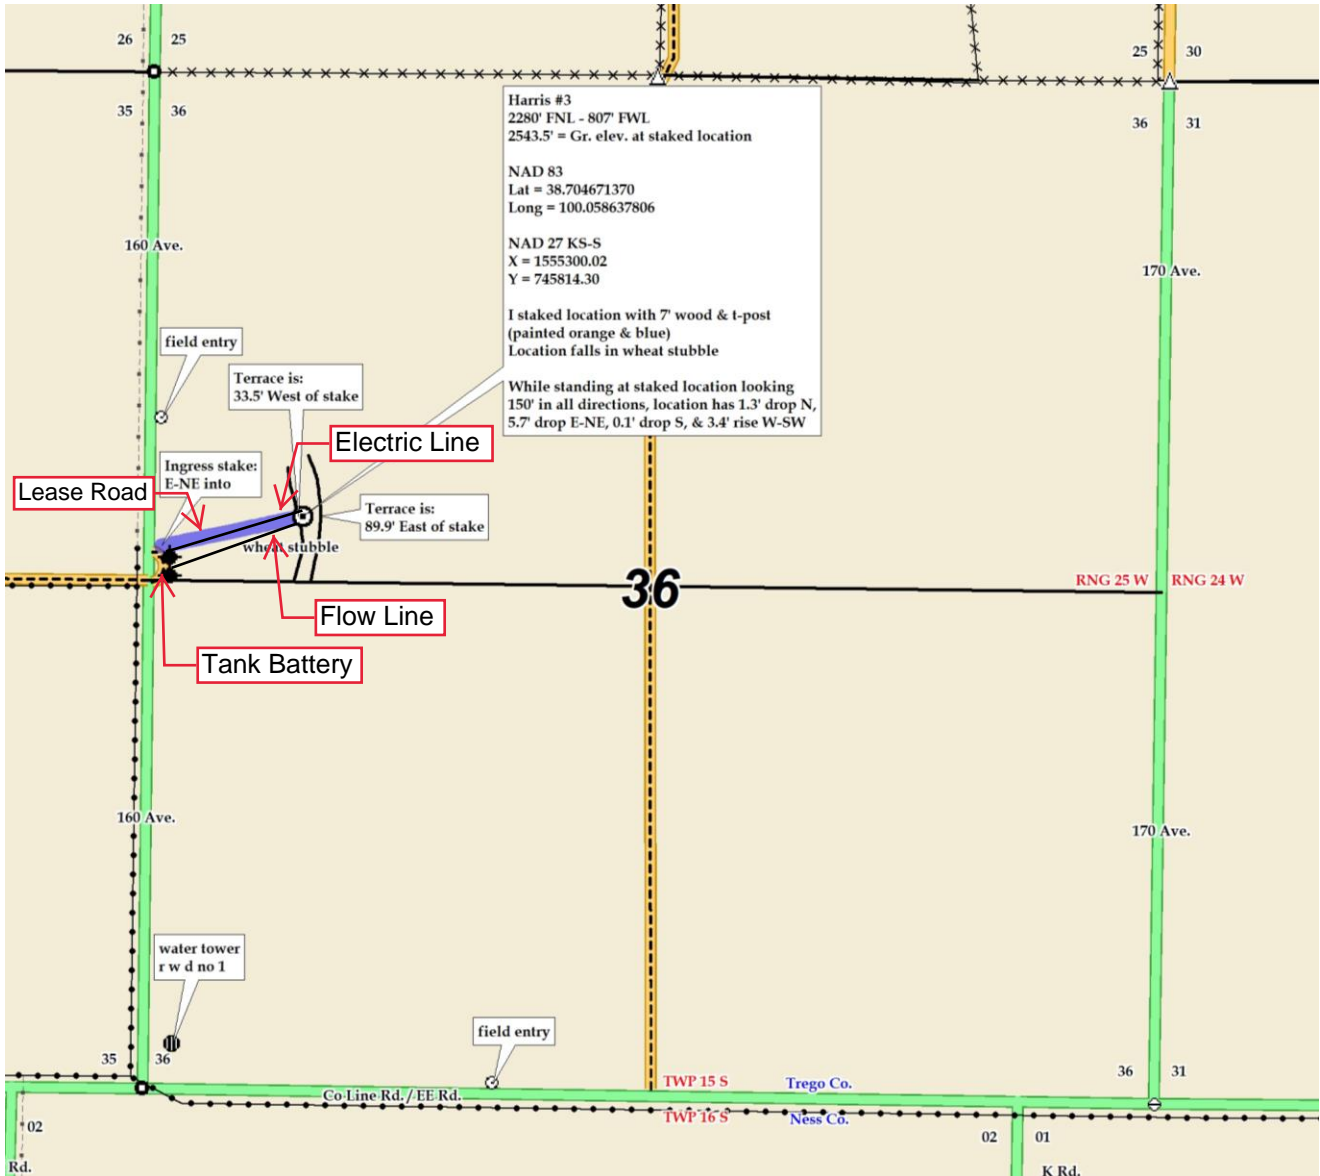 26 25
25 30
35 36
36 31
Harris #3
2280' FNL - 807' FWL
2543.5' = Gr. elev. at staked location
NAD 83
Lat = 38.704671370
Long = 100.058637806
NAD 27 KS-S
X = 1555300.02
Y = 745814.30
I staked location with 7' wood & t-post
(painted orange & blue)
Location falls in wheat stubble
While standing at staked location looking
150' in all directions, location has 1.3' drop N,
5.7' drop E-NE, 0.1' drop S, & 3.4' rise W-SW
160 Ave.
170 Ave.
field entry
Terrace is:
33.5' West of stake
Electric Line
Ingress stake:
E-NE into
Lease Road
Terrace is:
89.9' East of stake
wheat stubble
36
RNG 25 W RNG 24 W
Flow Line
Tank Battery
160 Ave.
170 Ave.
water tower
r w d no 1
field entry
35 36
36 31
Co Line Rd. / EE Rd.
TWP 15 S Trego Co.
TWP 16 S Ness Co.
02
02 01
Rd.
K Rd.